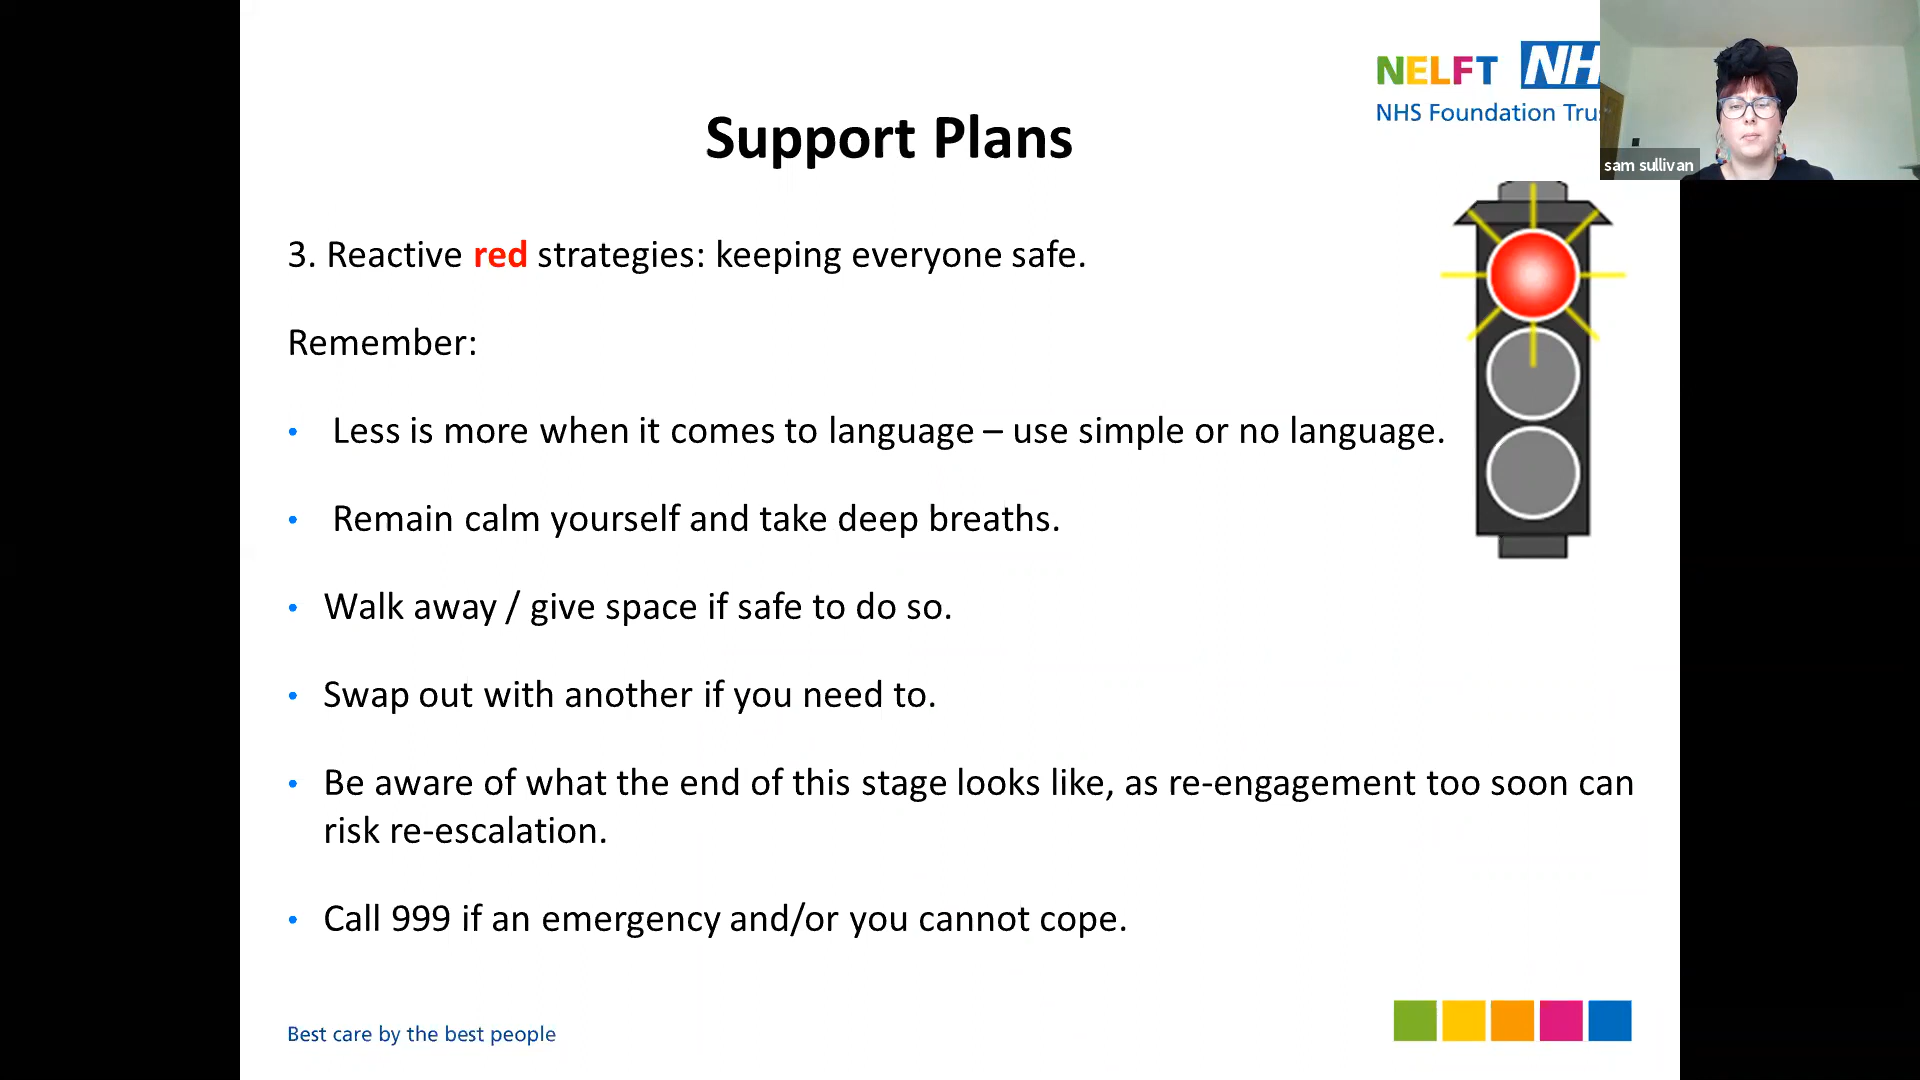 NELFT NH
NHS Foundation Trus
sam sullivan
Support Plans
3. Reactive red strategies: keeping everyone safe.
Remember:
• Less is more when it comes to language – use simple or no language.
• Remain calm yourself and take deep breaths.
• Walk away / give space if safe to do so.
• Swap out with another if you need to.
• Be aware of what the end of this stage looks like, as re-engagement too soon can
risk re-escalation.
• Call 999 if an emergency and/or you cannot cope.
Best care by the best people